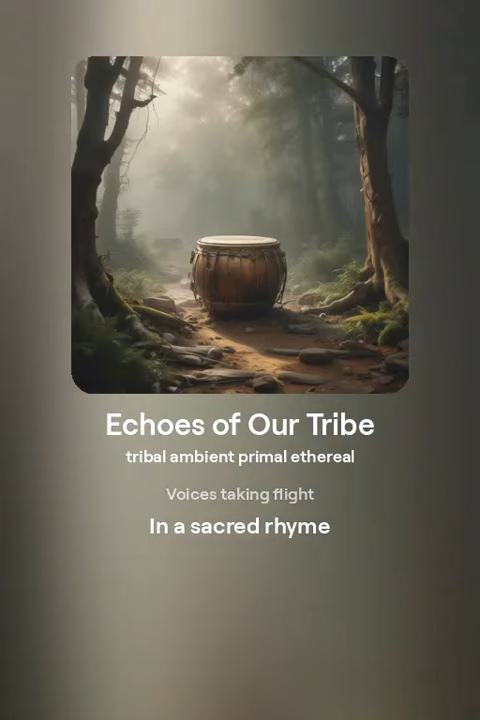 Echoes of Our Tribe
tribal ambient primal ethereal
Voices taking flight
In a sacred rhyme